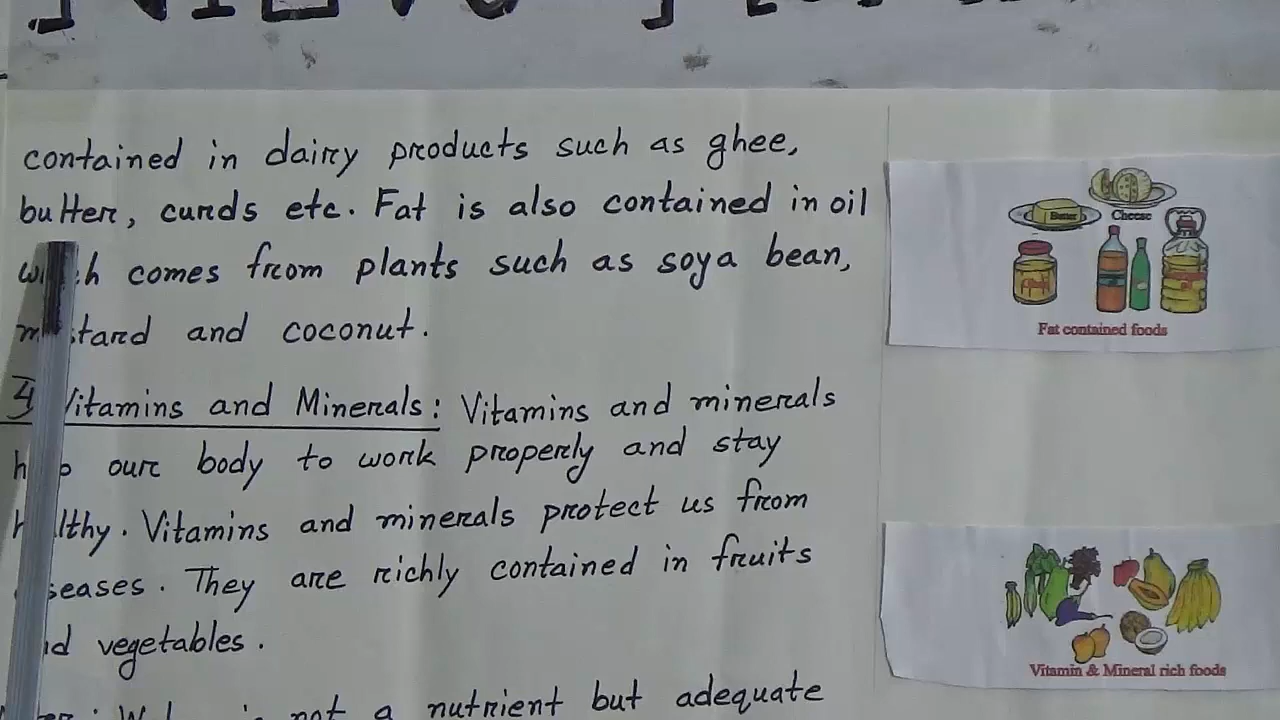 contained in dairy products such as ghee,
butter, curds etc. Fat is also contained in oil
comes from plants such as soya bean,
and coconut.
4 Vitamins and Minerals: Vitamins and minerals
our body to work properly and stay
Vitamins and minerals protect us from
They are richly contained in fruits
vegetables.
not a nutrient but adequate
Butter
Cheese
Fat contained foods
Vitamin & Mineral rich foods